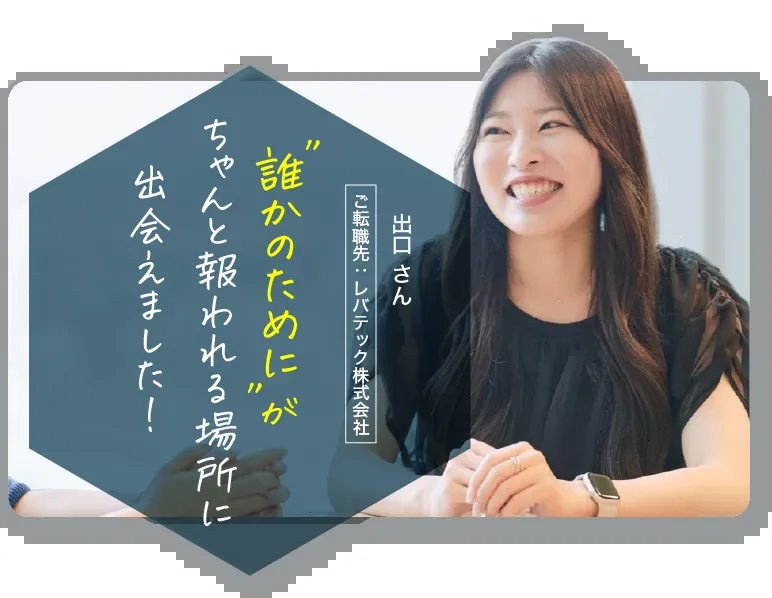 "誰かのために"が
ちゃんと報われる場所に
出会えました!
出口 さん
ご転職先:レバテック株式会社